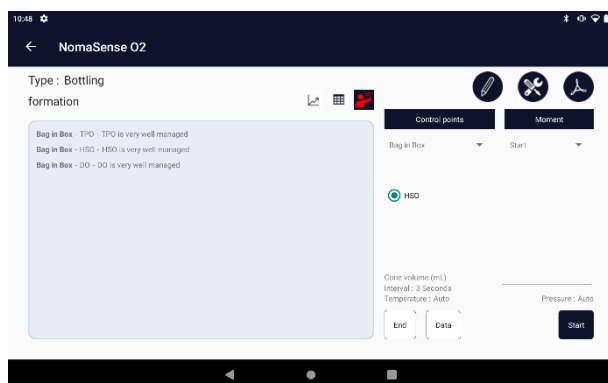 10:48
NomaSense O2
Type : Bottling
formation
Bag in Box - TPO - TPO is very well managed
Bag in Box - HSO - HSO is very well managed
Bag in Box - DO - DO is very well managed
Control points
Moment
Bag in Box
Start
HSO
Cone volume (mL)
Interval : 3 Seconds
Temperature : Auto
Pressure : Auto
End
Data
Start